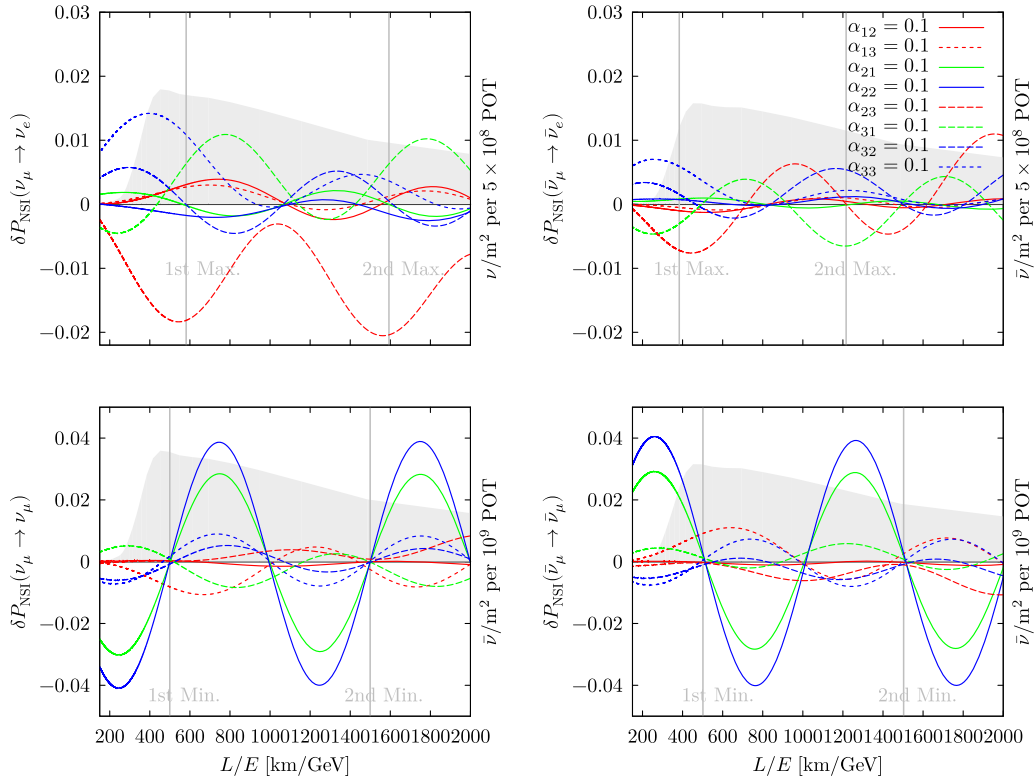 0.03
0.02
0.01
0
−0.01
−0.02
δP_NSI(ν_μ → ν_e)
1st Max.
2nd Max.
ν/m² per 5 × 10⁸ POT
0.03
0.02
0.01
0
−0.01
−0.02
δP_NSI(ν̄_μ → ν̄_e)
α₁₂ = 0.1
α₁₃ = 0.1
α₂₁ = 0.1
α₂₂ = 0.1
α₂₃ = 0.1
α₃₁ = 0.1
α₃₂ = 0.1
α₃₃ = 0.1
1st Max.
2nd Max.
ν̄/m² per 5 × 10⁸ POT
0.04
0.02
0
−0.02
−0.04
δP_NSI(ν_μ → ν_μ)
1st Min.
2nd Min.
ν̄/m² per 10⁹ POT
200 400 600 800 1000 1200 1400 1600 1800 2000
L/E [km/GeV]
0.04
0.02
0
−0.02
−0.04
δP_NSI(ν̄_μ → ν̄_μ)
1st Min.
2nd Min.
ν̄/m² per 10⁹ POT
200 400 600 800 1000 1200 1400 1600 1800 2000
L/E [km/GeV]